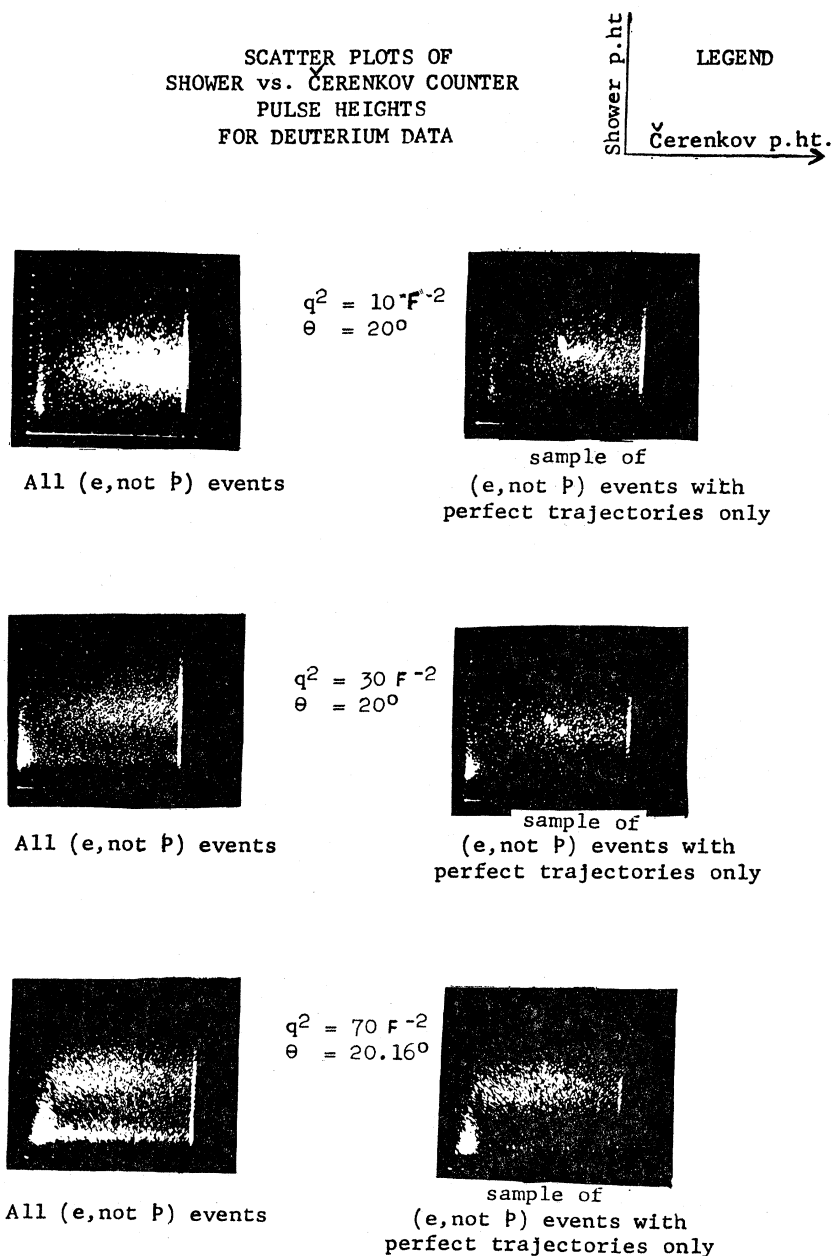 SCATTER PLOTS OF
SHOWER vs. ČERENKOV COUNTER
PULSE HEIGHTS
FOR DEUTERIUM DATA
LEGEND
Shower p.ht
Čerenkov p.ht.
q² = 10 F⁻²
θ = 20°
All (e,not p) events
sample of
(e,not p) events with
perfect trajectories only
q² = 30 F⁻²
θ = 20°
All (e,not p) events
sample of
(e,not p) events with
perfect trajectories only
q² = 70 F⁻²
θ = 20.16°
All (e,not p) events
sample of
(e,not p) events with
perfect trajectories only